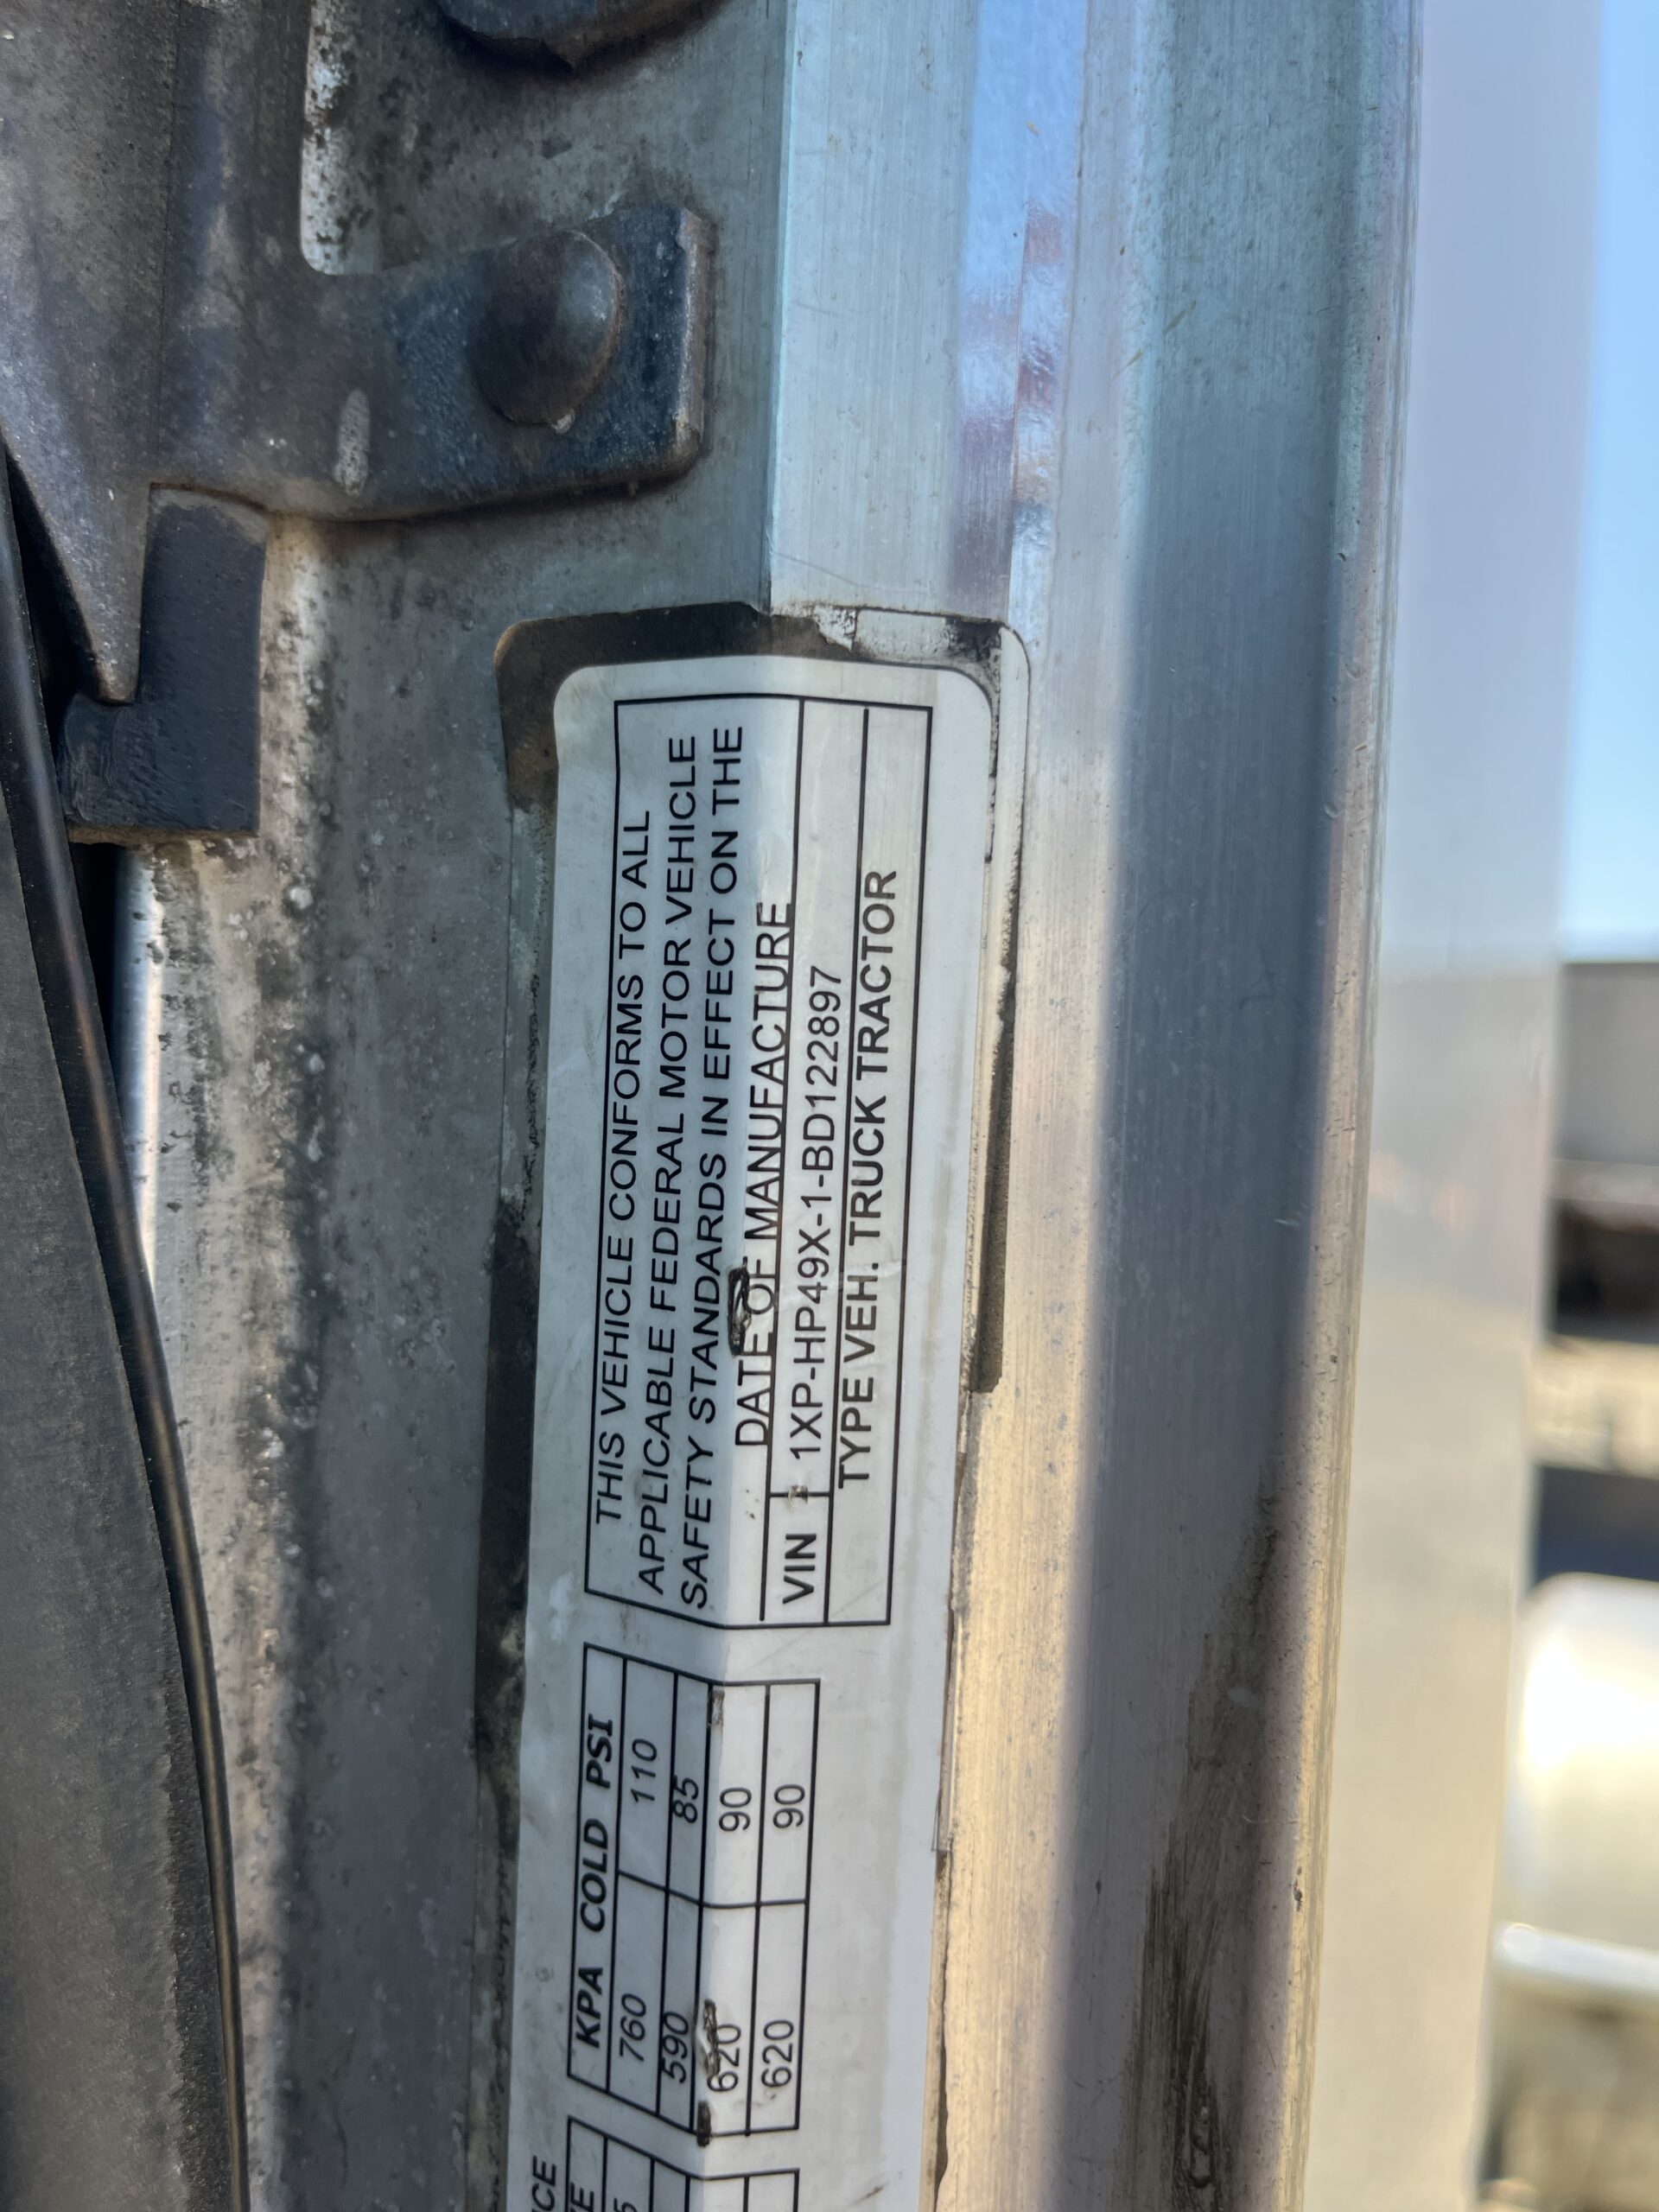 THIS VEHICLE CONFORMS TO ALL
APPLICABLE FEDERAL MOTOR VEHICLE
SAFETY STANDARDS IN EFFECT ON THE
DATE OF MANUFACTURE
VIN 1XP-HP49X-1-BD122897
TYPE VEH. TRUCK TRACTOR
KPA COLD PSI
760 110
590 85
620 90
620 90